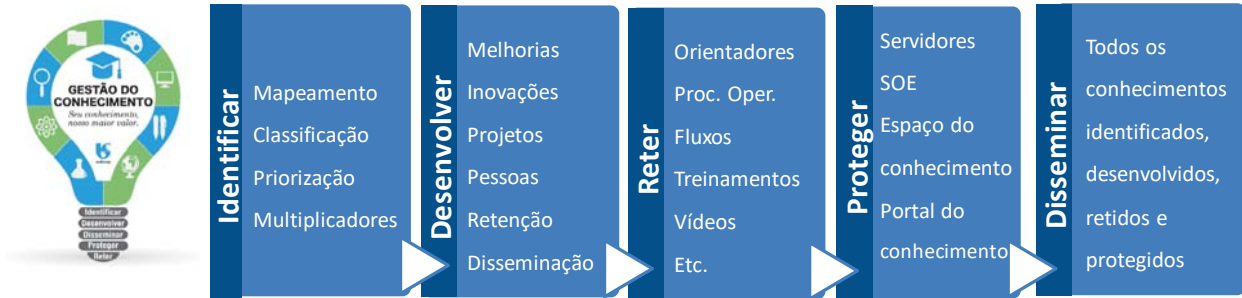 GESTÃO DO
CONHECIMENTO
Seu conhecimento,
nosso maior valor.
Identificar
Desenvolver
Disseminar
Proteger
Reter
Identificar
Mapeamento
Classificação
Priorização
Multiplicadores
Desenvolver
Melhorias
Inovações
Projetos
Pessoas
Retenção
Disseminação
Reter
Orientadores
Proc. Oper.
Fluxos
Treinamentos
Vídeos
Etc.
Proteger
Servidores
SOE
Espaço do
conhecimento
Portal do
conhecimento
Disseminar
Todos os
conhecimentos
identificados,
desenvolvidos,
retidos e
protegidos